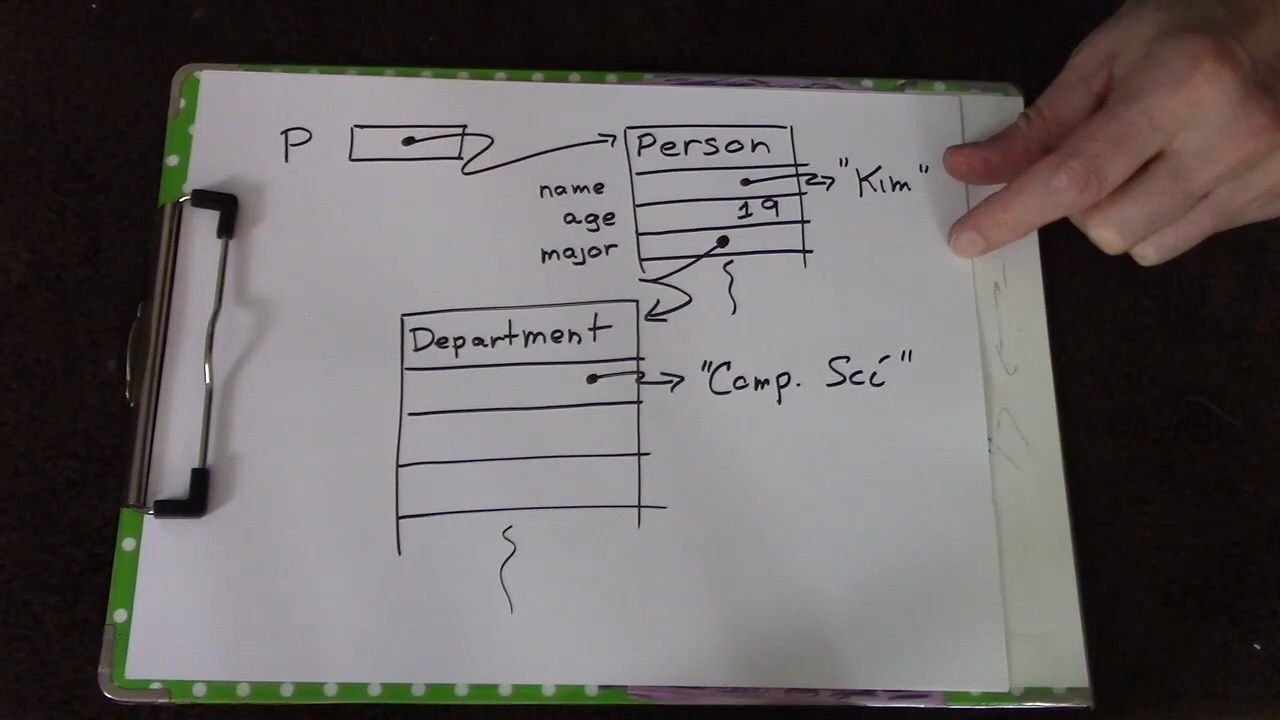 P
Person
name
"Kim"
age
19
major
Department
"Comp. Sci"